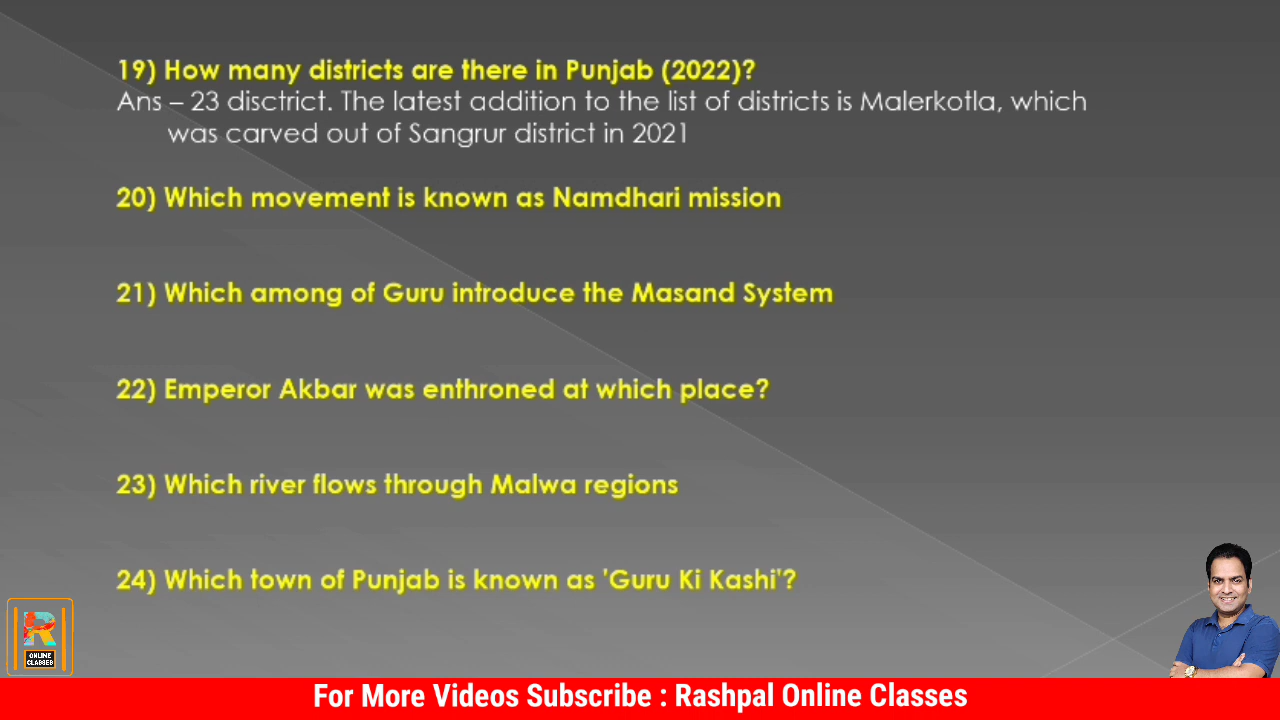 19) How many districts are there in Punjab (2022)?
Ans – 23 disctrict. The latest addition to the list of districts is Malerkotla, which
was carved out of Sangrur district in 2021
20) Which movement is known as Namdhari mission
21) Which among of Guru introduce the Masand System
22) Emperor Akbar was enthroned at which place?
23) Which river flows through Malwa regions
24) Which town of Punjab is known as 'Guru Ki Kashi'?
R
ONLINE
CLASSES
For More Videos Subscribe : Rashpal Online Classes